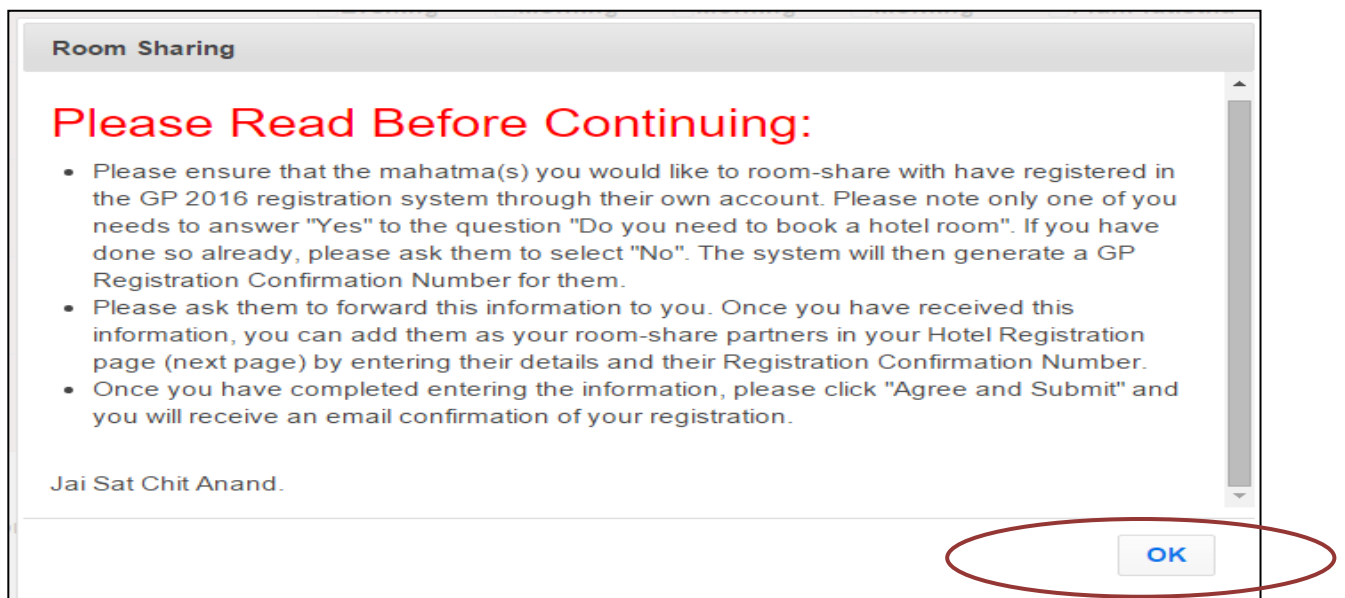 Room Sharing
Please Read Before Continuing:
• Please ensure that the mahatma(s) you would like to room-share with have registered in
the GP 2016 registration system through their own account. Please note only one of you
needs to answer "Yes" to the question "Do you need to book a hotel room". If you have
done so already, please ask them to select "No". The system will then generate a GP
Registration Confirmation Number for them.
• Please ask them to forward this information to you. Once you have received this
information, you can add them as your room-share partners in your Hotel Registration
page (next page) by entering their details and their Registration Confirmation Number.
• Once you have completed entering the information, please click "Agree and Submit" and
you will receive an email confirmation of your registration.
Jai Sat Chit Anand.
OK